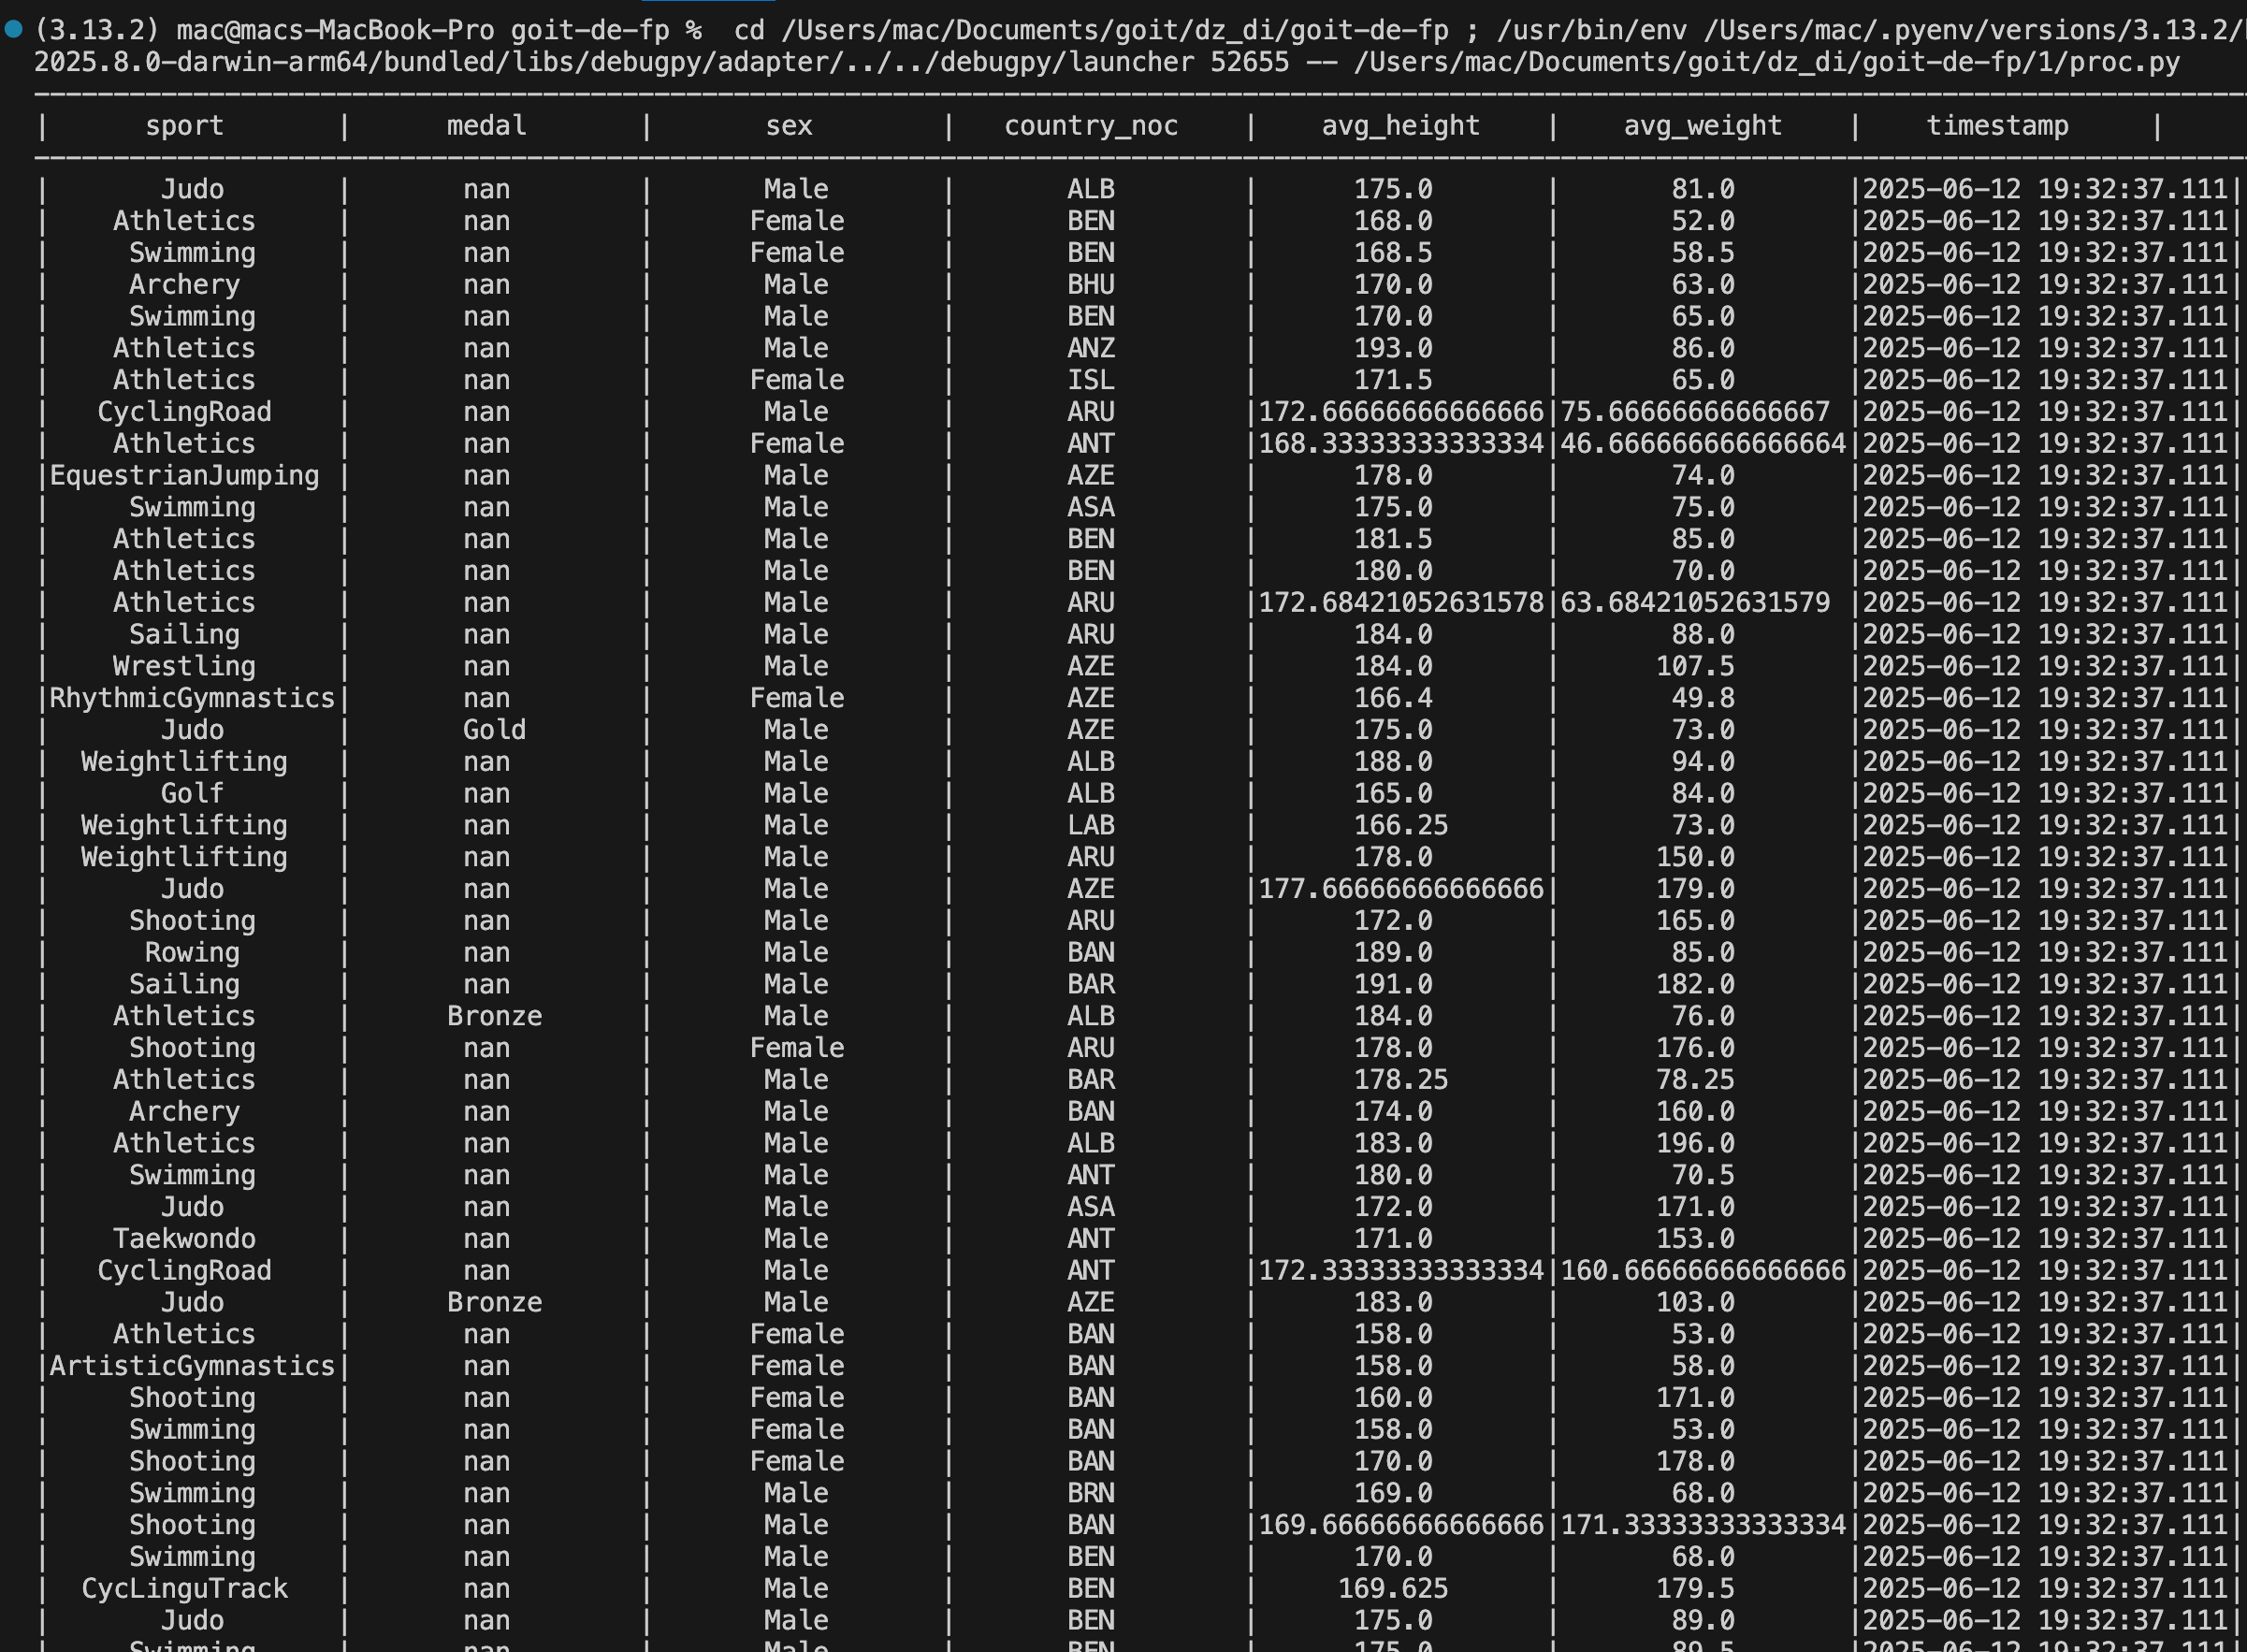 (3.13.2) mac@macs-MacBook-Pro goit-de-fp %  cd /Users/mac/Documents/goit/dz_di/goit-de-fp ; /usr/bin/env /Users/mac/.pyenv/versions/3.13.2/
2025.8.0-darwin-arm64/bundled/libs/debugpy/adapter/../../debugpy/launcher 52655 -- /Users/mac/Documents/goit/dz_di/goit-de-fp/1/proc.py
| sport | medal | sex | country_noc | avg_height | avg_weight | timestamp |
| Judo | nan | Male | ALB | 175.0 | 81.0 |2025-06-12 19:32:37.111|
| Athletics | nan | Female | BEN | 168.0 | 52.0 |2025-06-12 19:32:37.111|
| Swimming | nan | Female | BEN | 168.5 | 58.5 |2025-06-12 19:32:37.111|
| Archery | nan | Male | BHU | 170.0 | 63.0 |2025-06-12 19:32:37.111|
| Swimming | nan | Male | BEN | 170.0 | 65.0 |2025-06-12 19:32:37.111|
| Athletics | nan | Male | ANZ | 193.0 | 86.0 |2025-06-12 19:32:37.111|
| Athletics | nan | Female | ISL | 171.5 | 65.0 |2025-06-12 19:32:37.111|
| CyclingRoad | nan | Male | ARU |172.66666666666666|75.66666666666667 |2025-06-12 19:32:37.111|
| Athletics | nan | Female | ANT |168.33333333333334|46.666666666666664|2025-06-12 19:32:37.111|
|EquestrianJumping | nan | Male | AZE | 178.0 | 74.0 |2025-06-12 19:32:37.111|
| Swimming | nan | Male | ASA | 175.0 | 75.0 |2025-06-12 19:32:37.111|
| Athletics | nan | Male | BEN | 181.5 | 85.0 |2025-06-12 19:32:37.111|
| Athletics | nan | Male | BEN | 180.0 | 70.0 |2025-06-12 19:32:37.111|
| Athletics | nan | Male | ARU |172.68421052631578|63.68421052631579 |2025-06-12 19:32:37.111|
| Sailing | nan | Male | ARU | 184.0 | 88.0 |2025-06-12 19:32:37.111|
| Wrestling | nan | Male | AZE | 184.0 | 107.5 |2025-06-12 19:32:37.111|
|RhythmicGymnastics| nan | Female | AZE | 166.4 | 49.8 |2025-06-12 19:32:37.111|
| Judo | Gold | Male | AZE | 175.0 | 73.0 |2025-06-12 19:32:37.111|
| Weightlifting | nan | Male | ALB | 188.0 | 94.0 |2025-06-12 19:32:37.111|
| Golf | nan | Male | ALB | 165.0 | 84.0 |2025-06-12 19:32:37.111|
| Weightlifting | nan | Male | LAB | 166.25 | 73.0 |2025-06-12 19:32:37.111|
| Weightlifting | nan | Male | ARU | 178.0 | 150.0 |2025-06-12 19:32:37.111|
| Judo | nan | Male | AZE |177.66666666666666| 179.0 |2025-06-12 19:32:37.111|
| Shooting | nan | Male | ARU | 172.0 | 165.0 |2025-06-12 19:32:37.111|
| Rowing | nan | Male | BAN | 189.0 | 85.0 |2025-06-12 19:32:37.111|
| Sailing | nan | Male | BAR | 191.0 | 182.0 |2025-06-12 19:32:37.111|
| Athletics | Bronze | Male | ALB | 184.0 | 76.0 |2025-06-12 19:32:37.111|
| Shooting | nan | Female | ARU | 178.0 | 176.0 |2025-06-12 19:32:37.111|
| Athletics | nan | Male | BAR | 178.25 | 78.25 |2025-06-12 19:32:37.111|
| Archery | nan | Male | BAN | 174.0 | 160.0 |2025-06-12 19:32:37.111|
| Athletics | nan | Male | ALB | 183.0 | 196.0 |2025-06-12 19:32:37.111|
| Swimming | nan | Male | ANT | 180.0 | 70.5 |2025-06-12 19:32:37.111|
| Judo | nan | Male | ASA | 172.0 | 171.0 |2025-06-12 19:32:37.111|
| Taekwondo | nan | Male | ANT | 171.0 | 153.0 |2025-06-12 19:32:37.111|
| CyclingRoad | nan | Male | ANT |172.33333333333334|160.66666666666666|2025-06-12 19:32:37.111|
| Judo | Bronze | Male | AZE | 183.0 | 103.0 |2025-06-12 19:32:37.111|
| Athletics | nan | Female | BAN | 158.0 | 53.0 |2025-06-12 19:32:37.111|
|ArtisticGymnastics| nan | Female | BAN | 158.0 | 58.0 |2025-06-12 19:32:37.111|
| Shooting | nan | Female | BAN | 160.0 | 171.0 |2025-06-12 19:32:37.111|
| Swimming | nan | Female | BAN | 158.0 | 53.0 |2025-06-12 19:32:37.111|
| Shooting | nan | Female | BAN | 170.0 | 178.0 |2025-06-12 19:32:37.111|
| Swimming | nan | Male | BRN | 169.0 | 68.0 |2025-06-12 19:32:37.111|
| Shooting | nan | Male | BAN |169.66666666666666|171.33333333333334|2025-06-12 19:32:37.111|
| Swimming | nan | Male | BEN | 170.0 | 68.0 |2025-06-12 19:32:37.111|
| CycLinguTrack | nan | Male | BEN | 169.625 | 179.5 |2025-06-12 19:32:37.111|
| Judo | nan | Male | BEN | 175.0 | 89.0 |2025-06-12 19:32:37.111|
| Swimming | nan | Male | BEN | 175.0 | 89.5 |2025-06-12 19:32:37.111|